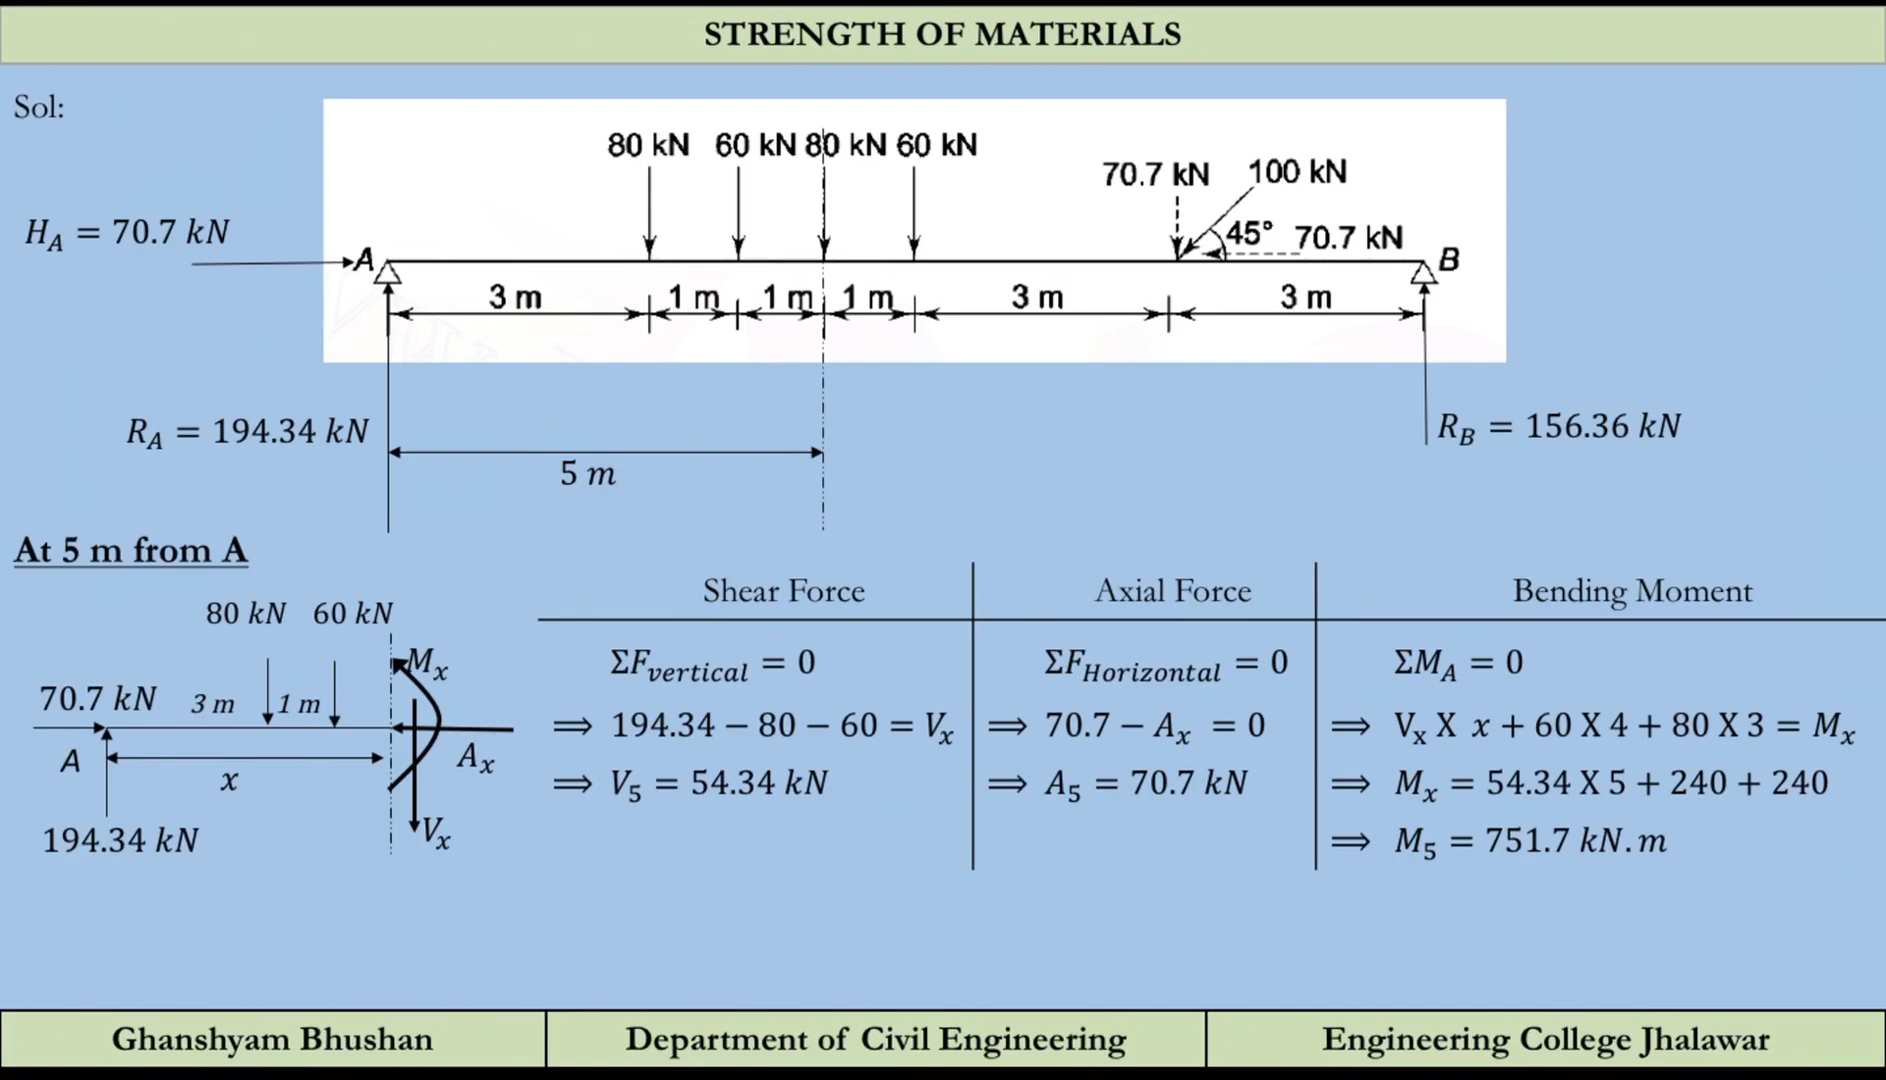 STRENGTH OF MATERIALS
Sol:
80 kN 60 kN 80 kN 60 kN
70.7 kN 100 kN
H_A = 70.7 kN
45° 70.7 kN
A B
3 m 1 m 1 m 1 m 3 m 3 m
R_A = 194.34 kN
R_B = 156.36 kN
5 m
At 5 m from A
80 kN 60 kN
M_x
70.7 kN 3 m 1 m
A A_x
x
V_x
194.34 kN
Shear Force
ΣF_vertical = 0
⟹ 194.34 − 80 − 60 = V_x
⟹ V_5 = 54.34 kN
Axial Force
ΣF_Horizontal = 0
⟹ 70.7 − A_x = 0
⟹ A_5 = 70.7 kN
Bending Moment
ΣM_A = 0
⟹ V_x X x + 60 X 4 + 80 X 3 = M_x
⟹ M_x = 54.34 X 5 + 240 + 240
⟹ M_5 = 751.7 kN.m
Ghanshyam Bhushan
Department of Civil Engineering
Engineering College Jhalawar